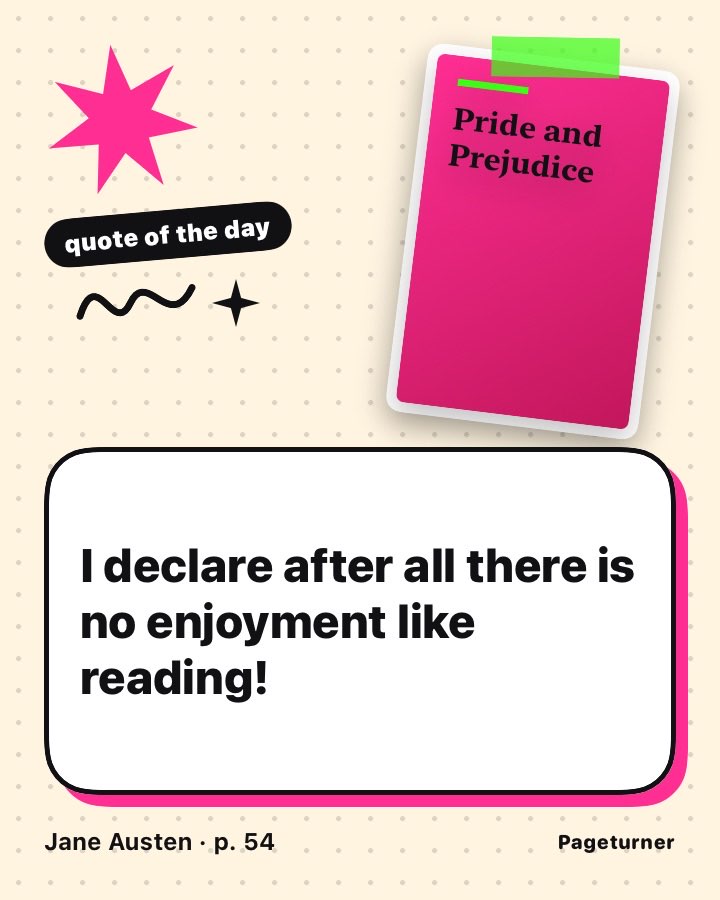 Pride and
Prejudice
quote of the day
I declare after all there is
no enjoyment like
reading!
Jane Austen · p. 54
Pageturner